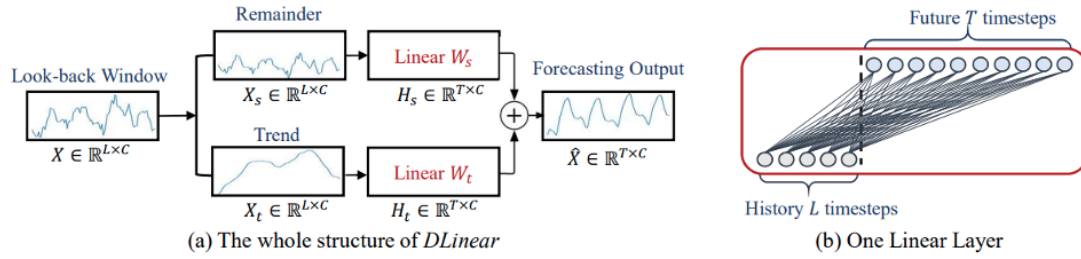 Remainder
Linear W_s
X_s ∈ ℝ^{L×C}
H_s ∈ ℝ^{T×C}
Look-back Window
X ∈ ℝ^{L×C}
Trend
Linear W_t
X_t ∈ ℝ^{L×C}
H_t ∈ ℝ^{T×C}
+
Forecasting Output
X̂ ∈ ℝ^{T×C}
(a) The whole structure of DLinear
Future T timesteps
History L timesteps
(b) One Linear Layer